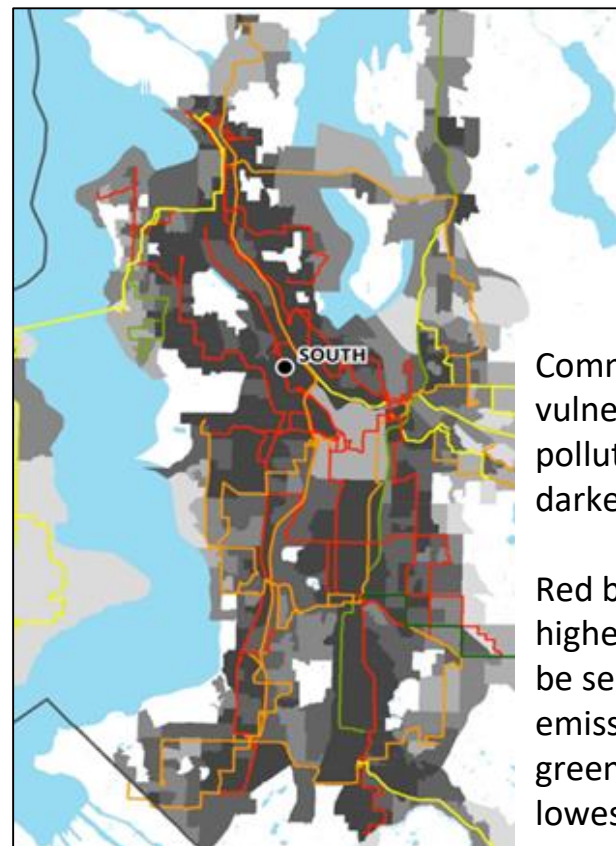 SOUTH
Comm
vulne
pollut
darke
Red b
highe
be se
emiss
green
lowes